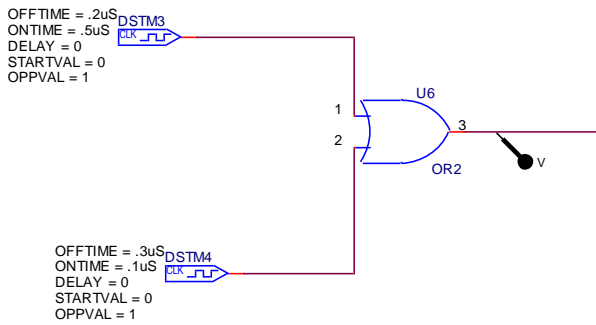 OFFTIME = .2uS
DSTM3
ONTIME = .5uS
CLK
DELAY = 0
STARTVAL = 0
OPPVAL = 1
U6
1
2
3
OR2
V
OFFTIME = .3uS
DSTM4
ONTIME = .1uS
CLK
DELAY = 0
STARTVAL = 0
OPPVAL = 1